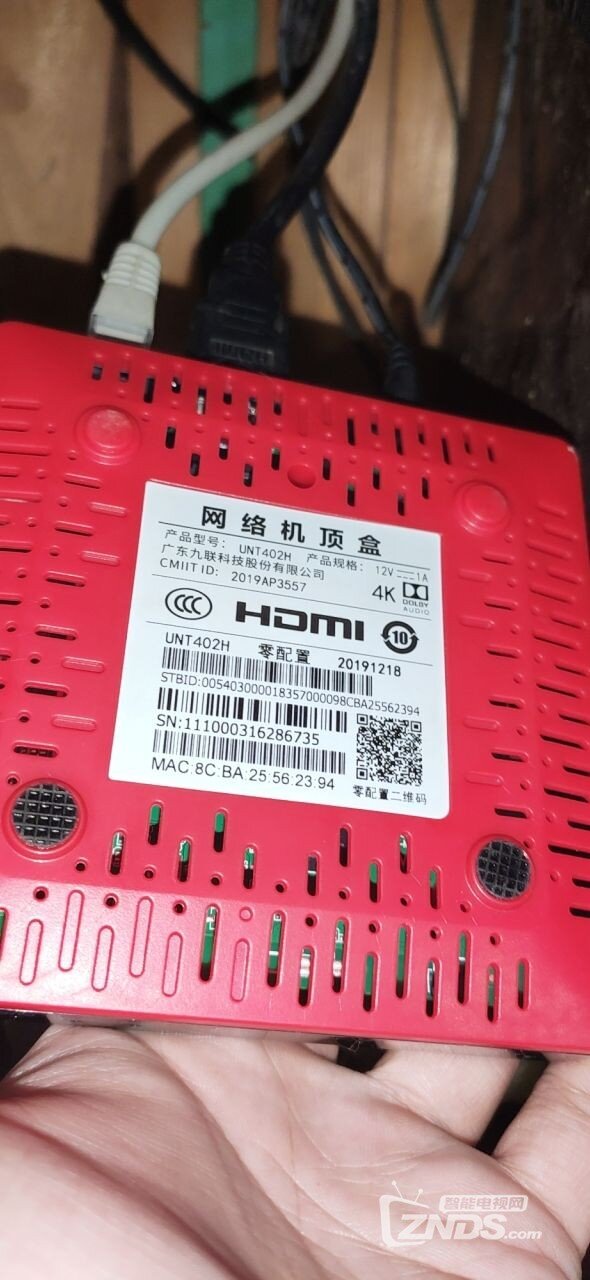 网络机顶盒
产品型号: UNT402H 产品规格: 12V⎓1A
广东九联科技股份有限公司
CMIIT ID: 2019AP3557
4K DOLBY AUDIO
CCC HDMI 10
UNT402H 零配置 20191218
STBID:005403000018357000098CBA25562394
SN:111000316286735
MAC:8C:BA:25:56:23:94
零配置二维码
智能电视网
ZNDS.com